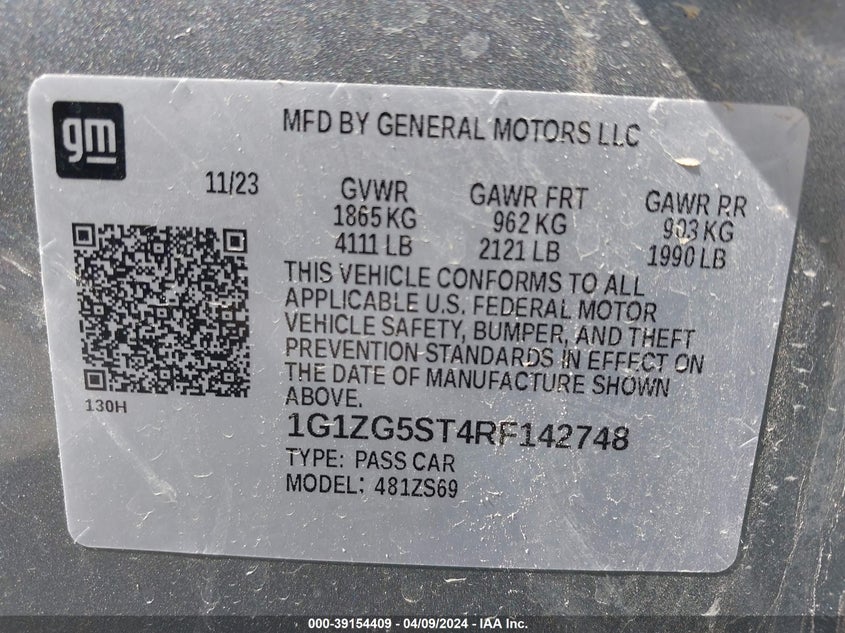 gm
MFD BY GENERAL MOTORS LLC
11/23
GVWR GAWR FRT GAWR RR
1865 KG 962 KG 903 KG
4111 LB 2121 LB 1990 LB
THIS VEHICLE CONFORMS TO ALL
APPLICABLE U.S. FEDERAL MOTOR
VEHICLE SAFETY, BUMPER, AND THEFT
PREVENTION STANDARDS IN EFFECT ON
THE DATE OF MANUFACTURE SHOWN
ABOVE.
130H
1G1ZG5ST4RF142748
TYPE: PASS CAR
MODEL: 481ZS69
000-39154409 - 04/09/2024 - IAA Inc.